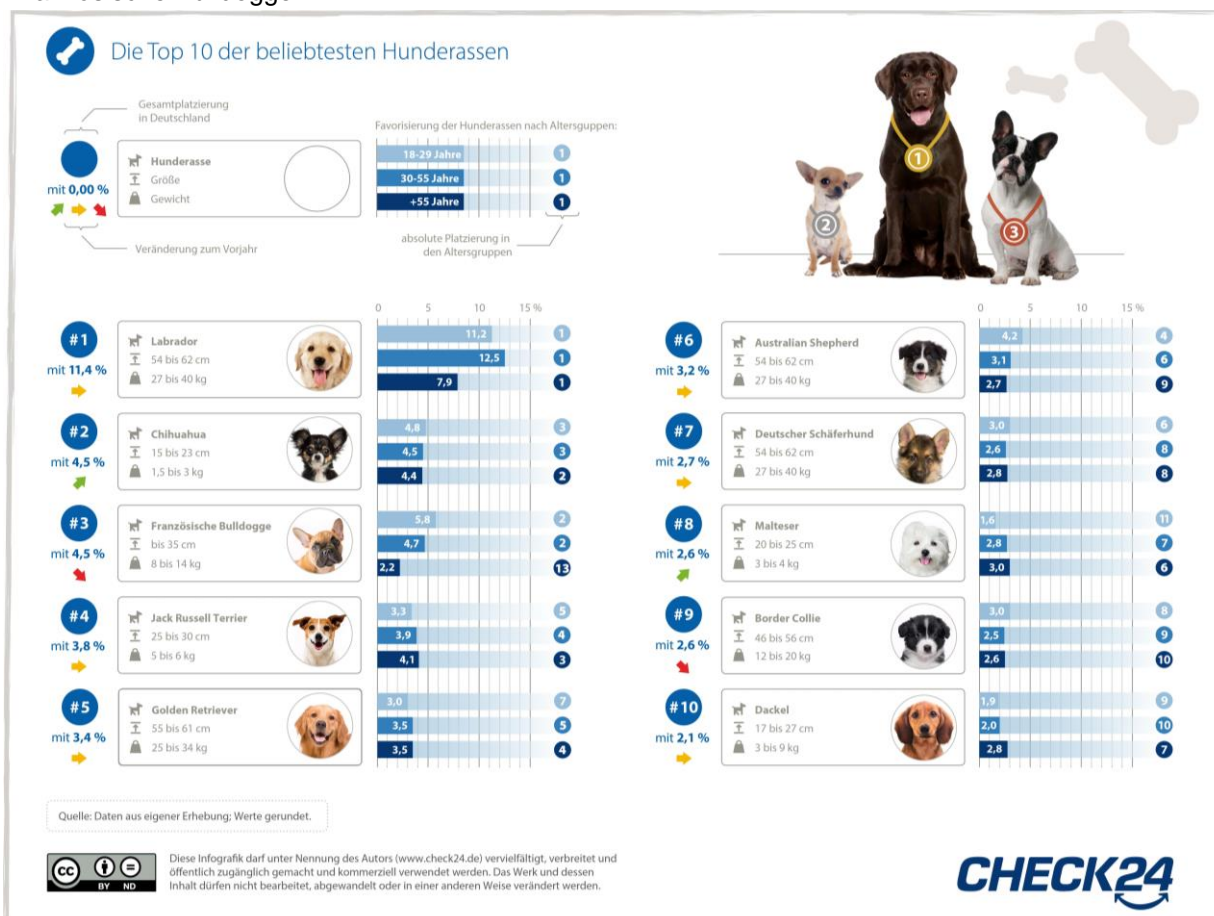 Die Top 10 der beliebtesten Hunderassen
Gesamtplatzierung
in Deutschland
mit 0,00 %
Hunderasse
Größe
Gewicht
Veränderung zum Vorjahr
Favorisierung der Hunderassen nach Altersguppen:
18-29 Jahre 1
30-55 Jahre 1
+55 Jahre 1
absolute Platzierung in
den Altersgruppen
1
2
3
0 5 10 15 %
#1
mit 11,4 %
Labrador
54 bis 62 cm
27 bis 40 kg
11,2 1
12,5 1
7,9 1
#2
mit 4,5 %
Chihuahua
15 bis 23 cm
1,5 bis 3 kg
4,8 3
4,5 3
4,4 2
#3
mit 4,5 %
Französische Bulldogge
bis 35 cm
8 bis 14 kg
5,8 2
4,7 2
2,2 13
#4
mit 3,8 %
Jack Russell Terrier
25 bis 30 cm
5 bis 6 kg
3,3 5
3,9 4
4,1 3
#5
mit 3,4 %
Golden Retriever
55 bis 61 cm
25 bis 34 kg
3,0 7
3,5 5
3,5 4
0 5 10 15 %
#6
mit 3,2 %
Australian Shepherd
54 bis 62 cm
27 bis 40 kg
4,2 4
3,1 6
2,7 9
#7
mit 2,7 %
Deutscher Schäferhund
54 bis 62 cm
27 bis 40 kg
3,0 6
2,6 8
2,8 8
#8
mit 2,6 %
Malteser
20 bis 25 cm
3 bis 4 kg
1,6 11
2,8 7
3,0 6
#9
mit 2,6 %
Border Collie
46 bis 56 cm
12 bis 20 kg
3,0 8
2,5 9
2,6 10
#10
mit 2,1 %
Dackel
17 bis 27 cm
3 bis 9 kg
1,9 9
2,0 10
2,8 7
Quelle: Daten aus eigener Erhebung; Werte gerundet.
cc BY ND
Diese Infografik darf unter Nennung des Autors (www.check24.de) vervielfältigt, verbreitet und
öffentlich zugänglich gemacht und kommerziell verwendet werden. Das Werk und dessen
Inhalt dürfen nicht bearbeitet, abgewandelt oder in einer anderen Weise verändert werden.
CHECK24